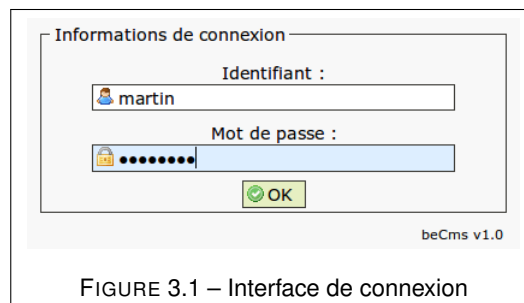 Informations de connexion
Identifiant :
martin
Mot de passe :
●●●●●●●●
OK
beCms v1.0
FIGURE 3.1 – Interface de connexion